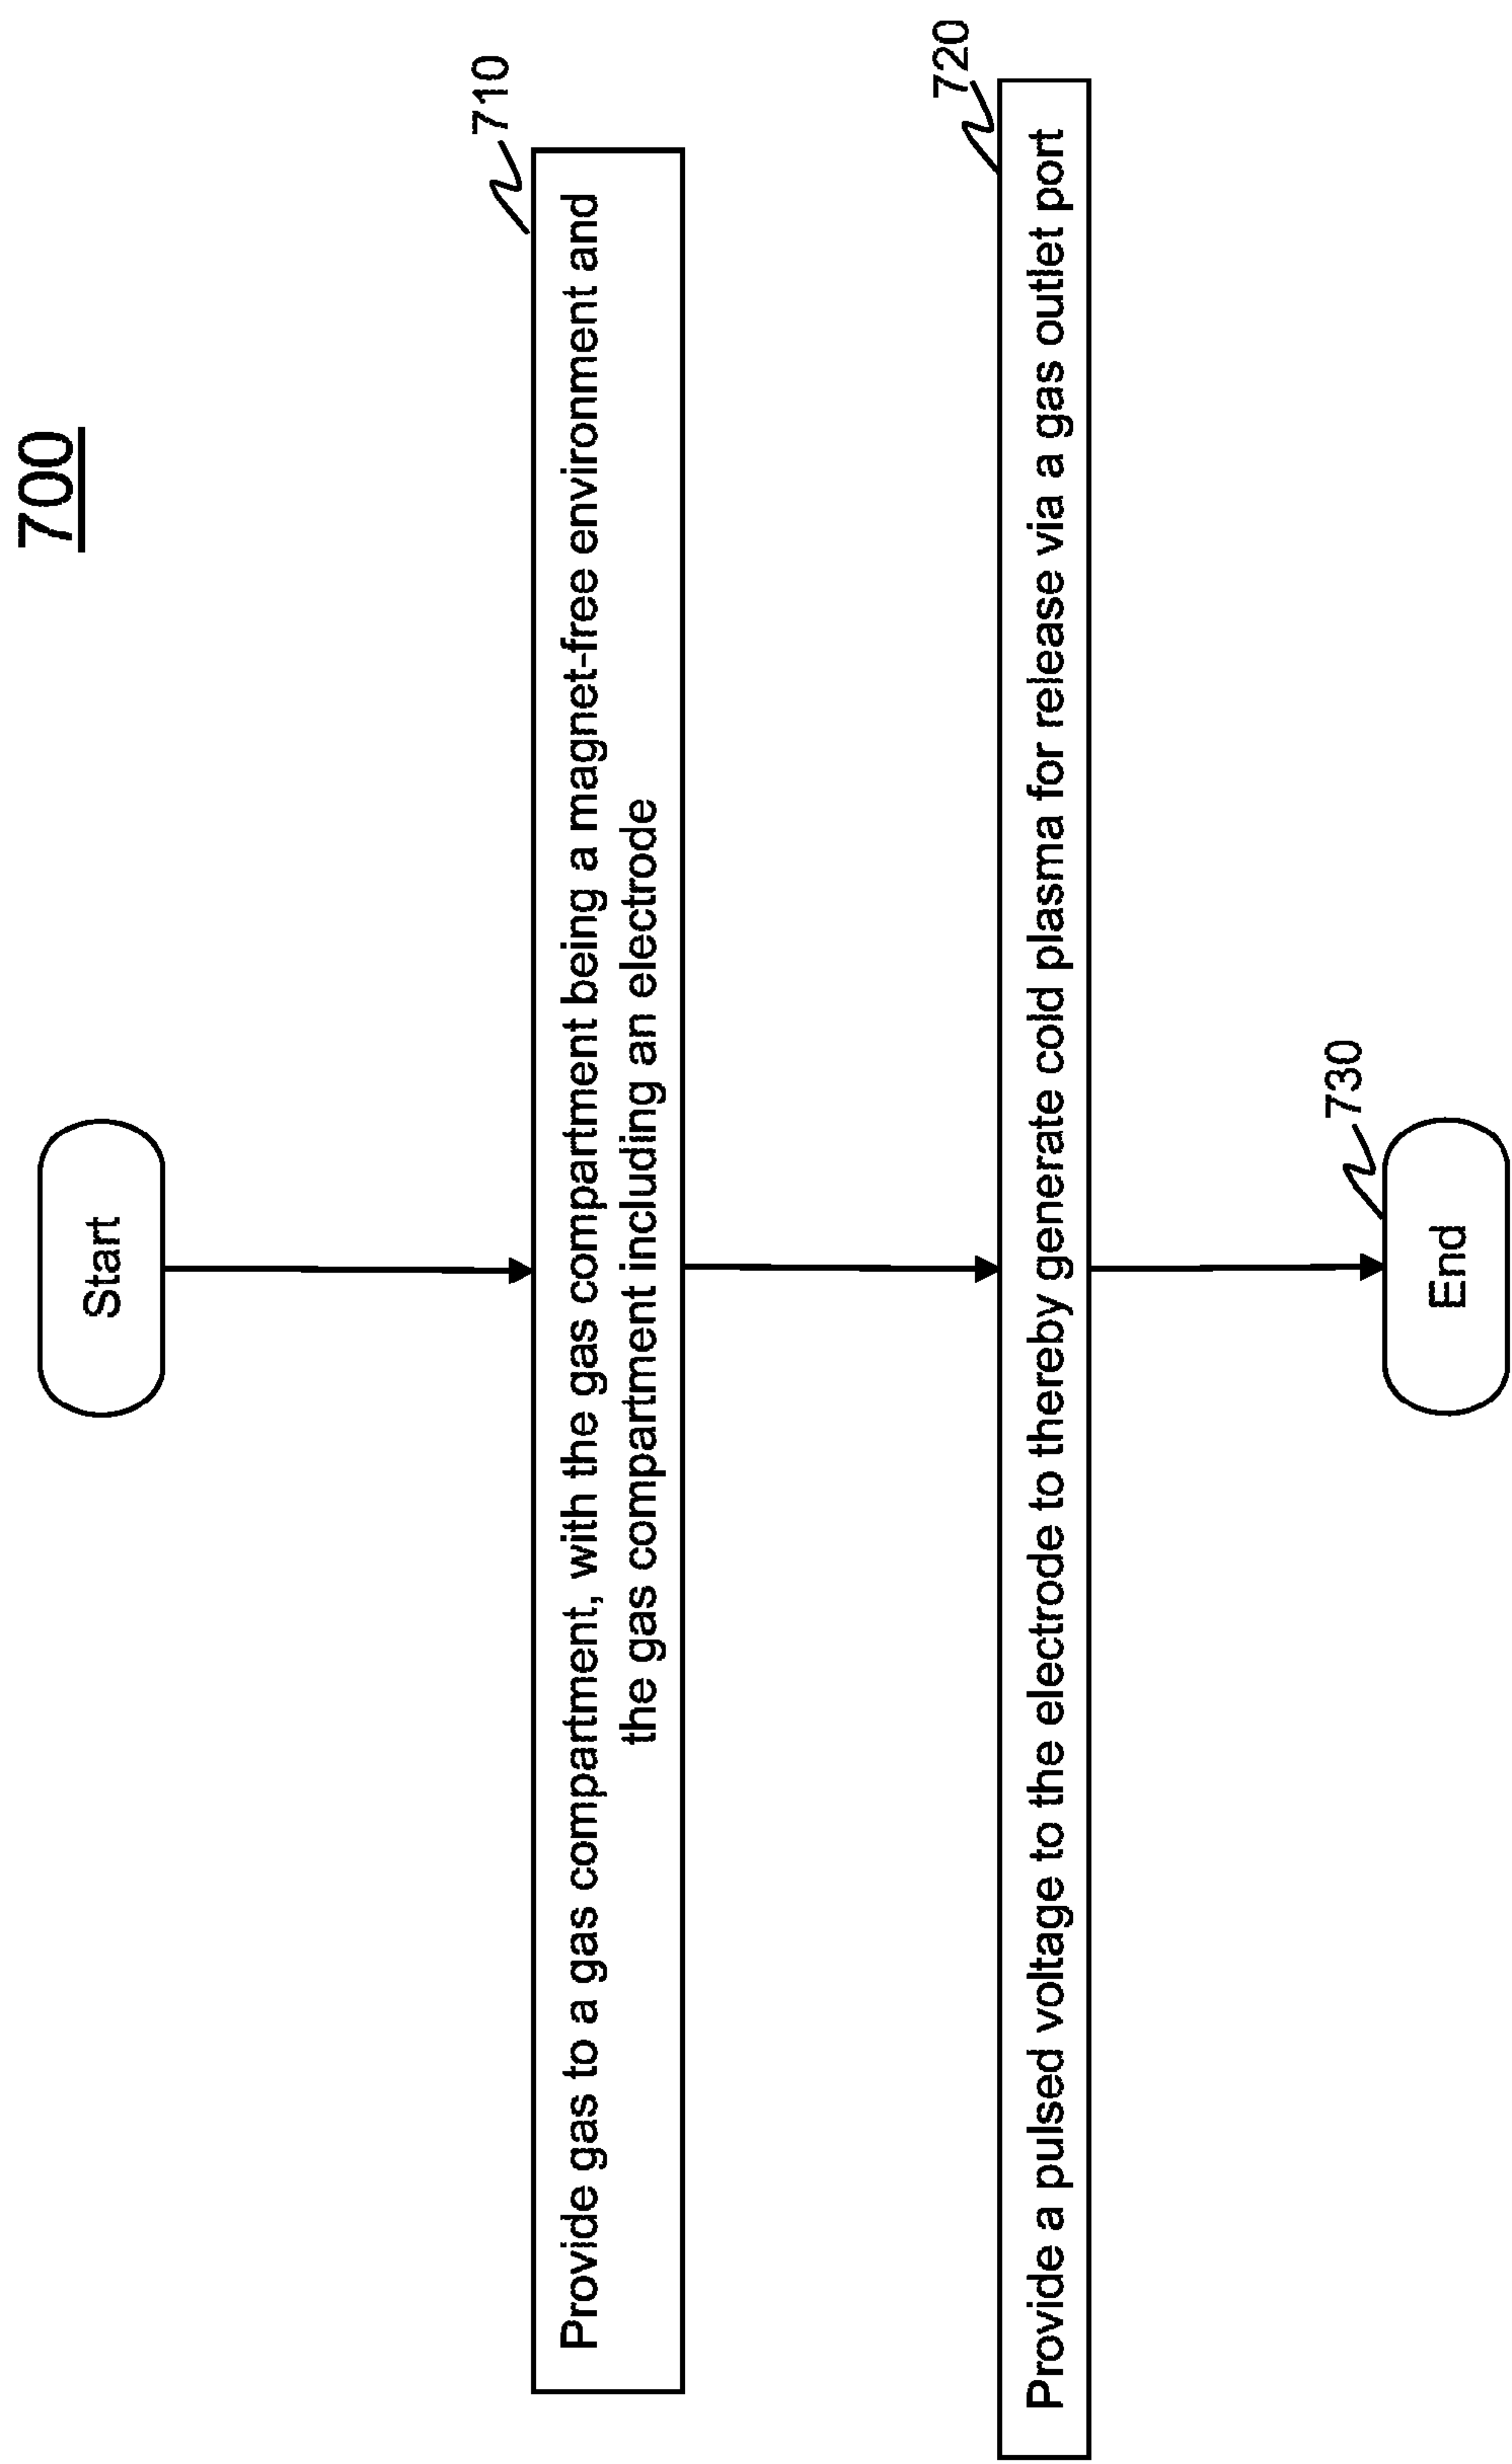 700
Start
710
Provide gas to a gas compartment, with the gas compartment being a magnet-free environment and
the gas compartment including an electrode
720
Provide a pulsed voltage to the electrode to thereby generate cold plasma for release via a gas outlet port
730
End